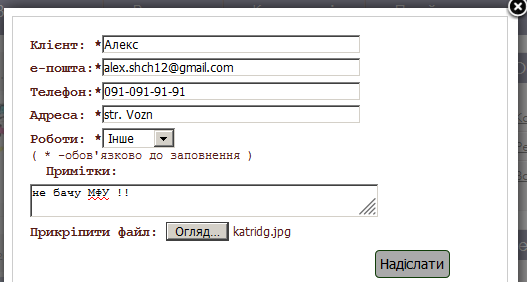 Клієнт: *Алекс
е-пошта:*alex.shch12@gmail.com
Телефон:*091-091-91-91
Адреса: *str. Vozn
Роботи: *Інше
( * -обов'язково до заповнення )
Примітки:
не бачу МФУ !!
Прикріпити файл: Огляд... katridg.jpg
Надіслати